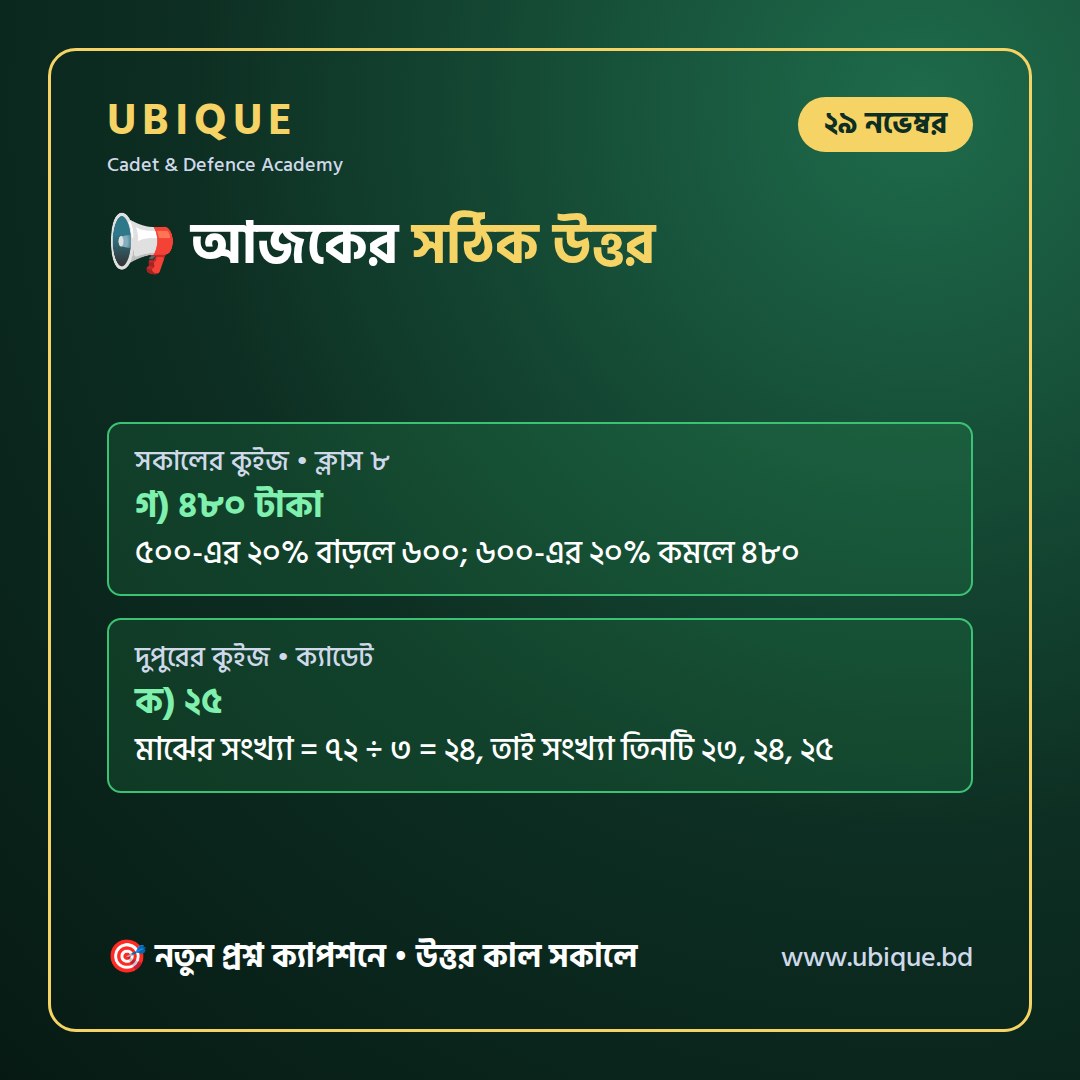 UBIQUE
২৯ নভেম্বর
Cadet & Defence Academy
আজকের সঠিক উত্তর
সকালের কুইজ • ক্লাস ৮
গ) ৪৮০ টাকা
৫০০-এর ২০% বাড়লে ৬০০; ৬০০-এর ২০% কমলে ৪৮০
দুপুরের কুইজ • ক্যাডেট
ক) ২৫
মাঝের সংখ্যা = ৭২ ÷ ৩ = ২৪, তাই সংখ্যা তিনটি ২৩, ২৪, ২৫
নতুন প্রশ্ন ক্যাপশনে • উত্তর কাল সকালে
www.ubique.bd